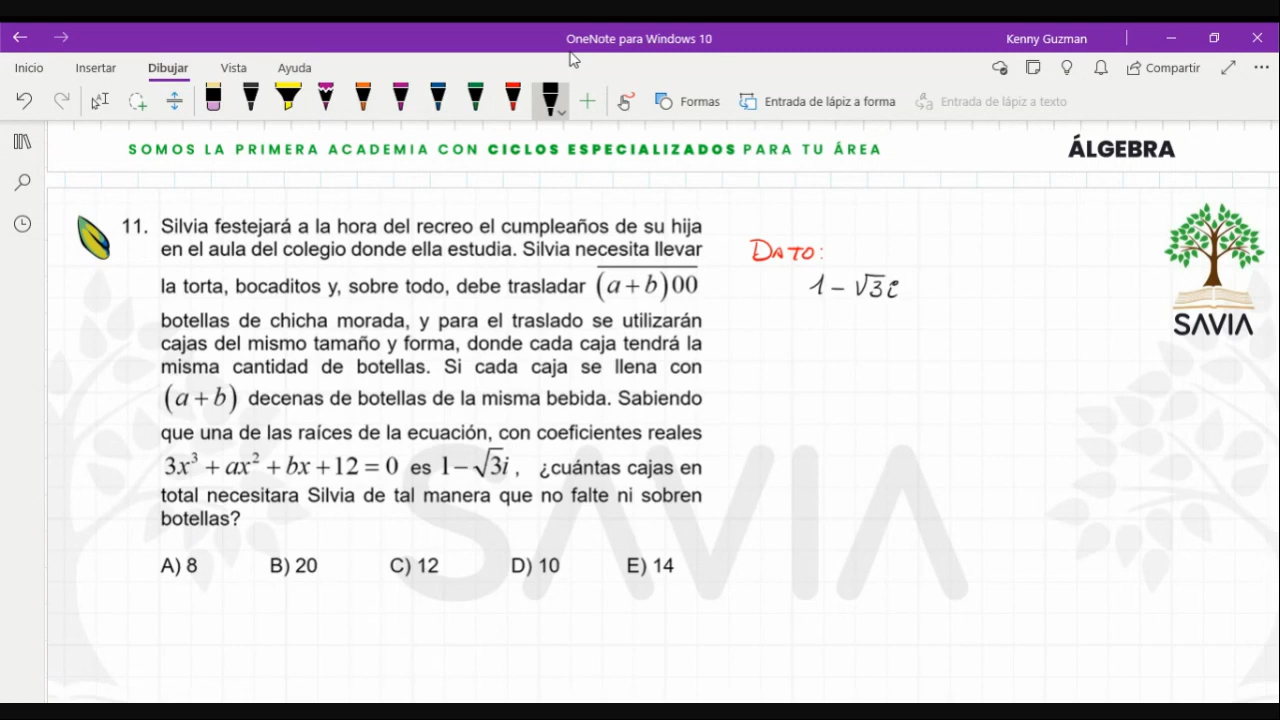 OneNote para Windows 10
Kenny Guzman
Inicio Insertar Dibujar Vista Ayuda
Compartir
Formas Entrada de lápiz a forma Entrada de lápiz a texto
SOMOS LA PRIMERA ACADEMIA CON CICLOS ESPECIALIZADOS PARA TU ÁREA
ÁLGEBRA
11. Silvia festejará a la hora del recreo el cumpleaños de su hija
en el aula del colegio donde ella estudia. Silvia necesita llevar
la torta, bocaditos y, sobre todo, debe trasladar $\overline{(a+b)00}$
botellas de chicha morada, y para el traslado se utilizarán
cajas del mismo tamaño y forma, donde cada caja tendrá la
misma cantidad de botellas. Si cada caja se llena con
(a+b) decenas de botellas de la misma bebida. Sabiendo
que una de las raíces de la ecuación, con coeficientes reales
3x³ + ax² + bx + 12 = 0 es 1−√3i, ¿cuántas cajas en
total necesitara Silvia de tal manera que no falte ni sobren
botellas?
A) 8 B) 20 C) 12 D) 10 E) 14
DATO:
1 − √3i
SAVIA
SAVIA